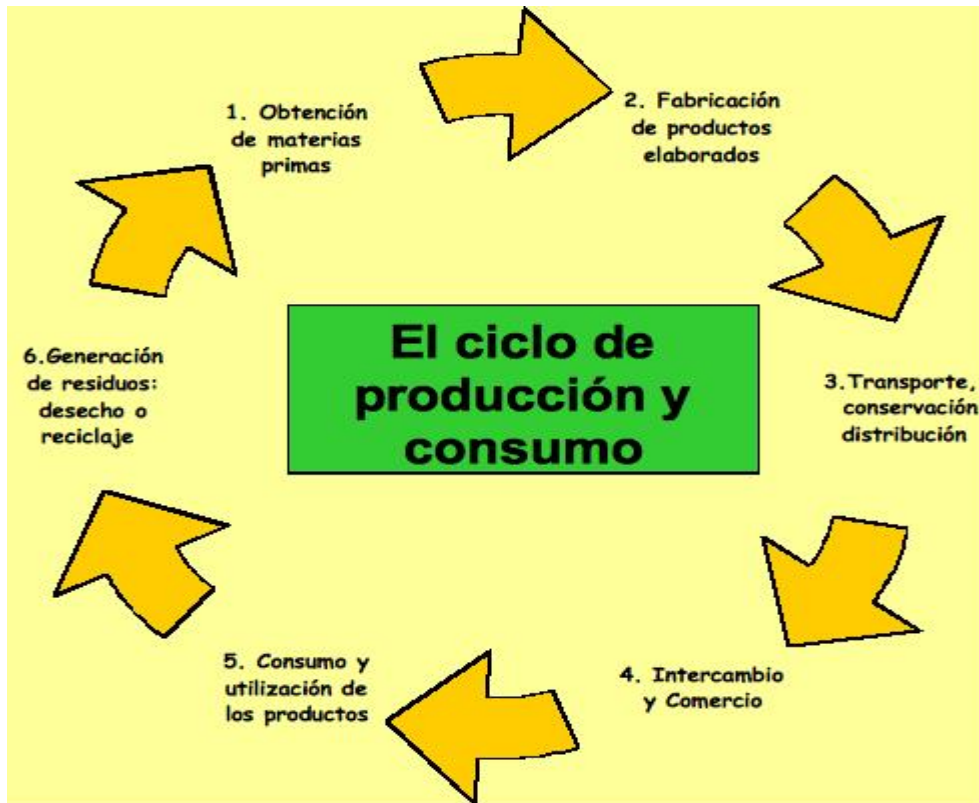 1. Obtención
de materias
primas
2. Fabricación
de productos
elaborados
El ciclo de
producción y
consumo
3.Transporte,
conservación
distribución
4. Intercambio
y Comercio
5. Consumo y
utilización de
los productos
6.Generación
de residuos:
desecho o
reciclaje